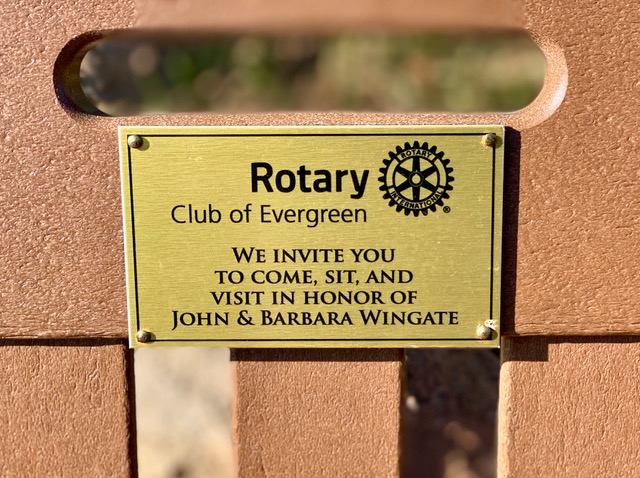 Rotary
Club of Evergreen
ROTARY
INTERNATIONAL
®
WE INVITE YOU
TO COME, SIT, AND
VISIT IN HONOR OF
JOHN & BARBARA WINGATE